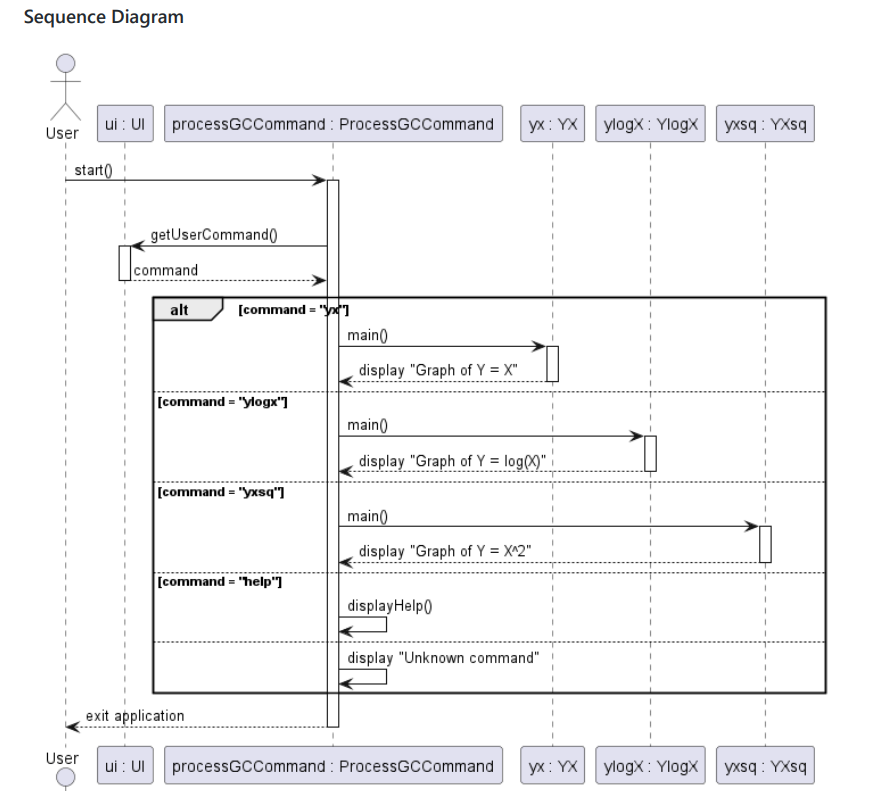 Sequence Diagram
User
ui : UI
processGCCommand : ProcessGCCommand
yx : YX
ylogX : YlogX
yxsq : YXsq
start()
getUserCommand()
command
alt
[command = "yx"]
main()
display "Graph of Y = X"
[command = "ylogx"]
main()
display "Graph of Y = log(X)"
[command = "yxsq"]
main()
display "Graph of Y = X^2"
[command = "help"]
displayHelp()
display "Unknown command"
exit application
User
ui : UI
processGCCommand : ProcessGCCommand
yx : YX
ylogX : YlogX
yxsq : YXsq